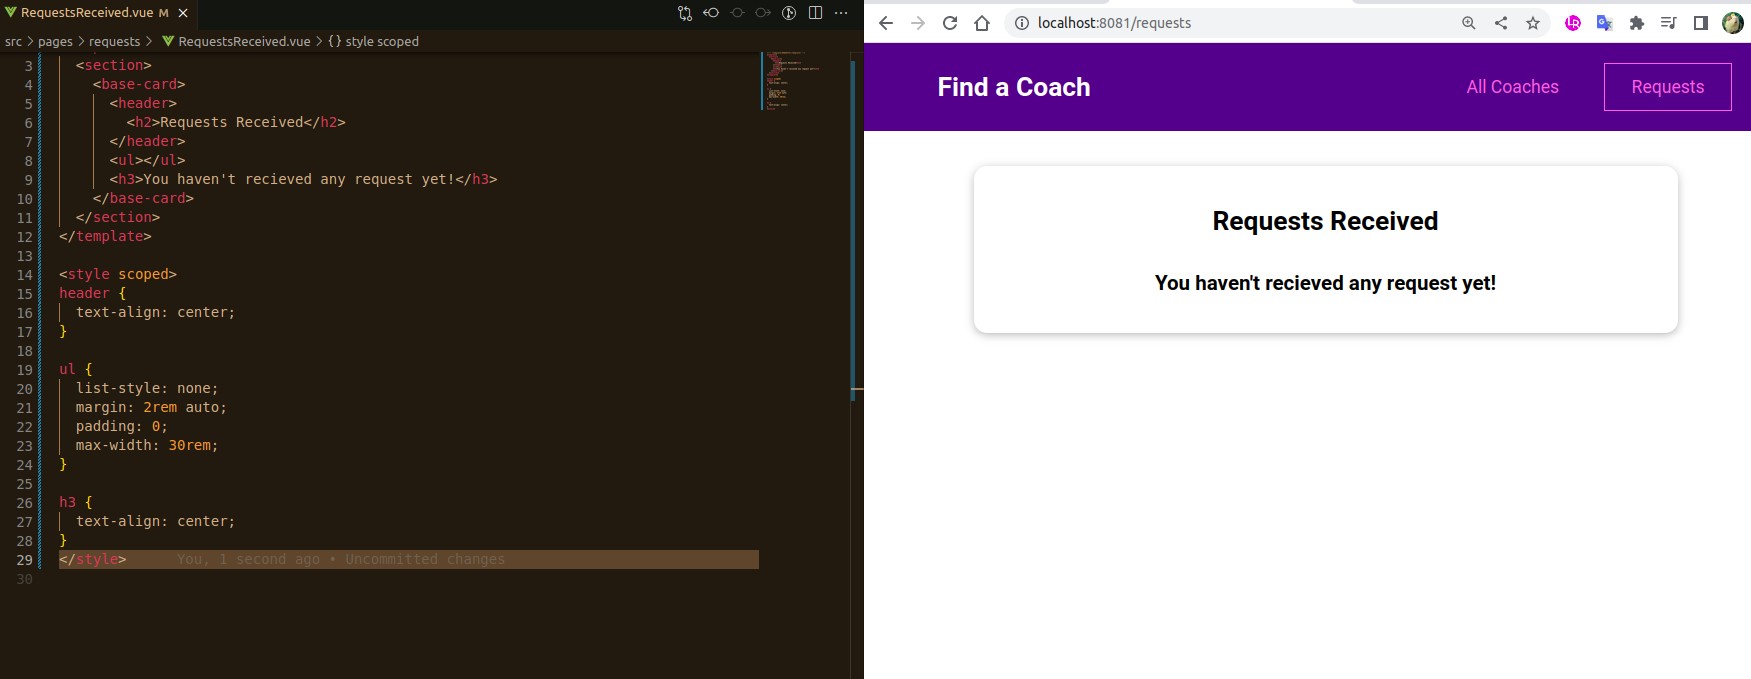 RequestsReceived.vue M
src > pages > requests > RequestsReceived.vue > {} style scoped
3 <section>
4 <base-card>
5 <header>
6 <h2>Requests Received</h2>
7 </header>
8 <ul></ul>
9 <h3>You haven't recieved any request yet!</h3>
10 </base-card>
11 </section>
12 </template>
13
14 <style scoped>
15 header {
16 text-align: center;
17 }
18
19 ul {
20 list-style: none;
21 margin: 2rem auto;
22 padding: 0;
23 max-width: 30rem;
24 }
25
26 h3 {
27 text-align: center;
28 }
29 </style> You, 1 second ago • Uncommitted changes
30
localhost:8081/requests
LR
Find a Coach
All Coaches
Requests
Requests Received
You haven't recieved any request yet!